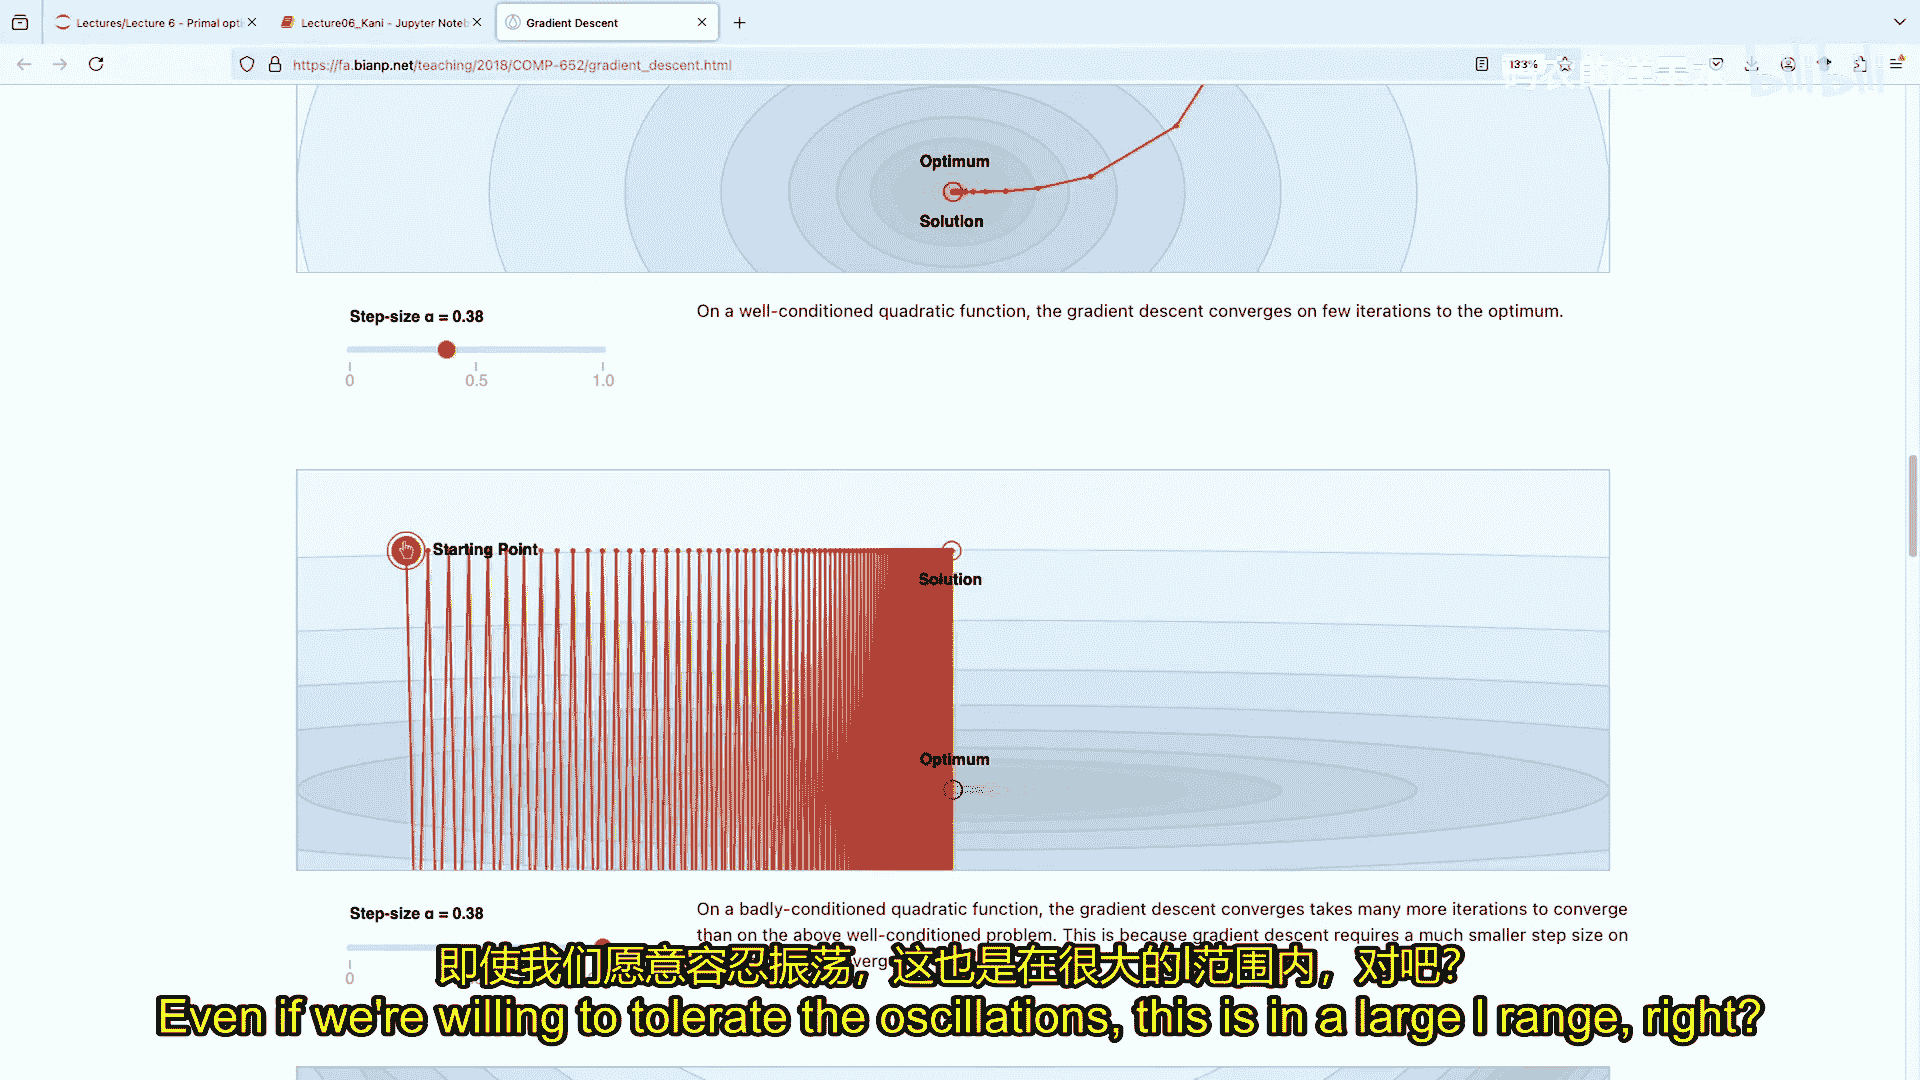 Lectures/Lecture 6 - Primal opti
Lecture06_Kani - Jupyter Noteb
Gradient Descent
https://fa.bianp.net/teaching/2018/COMP-652/gradient_descent.html
133%
Optimum
Solution
Step-size α = 0.38
0
0.5
1.0
On a well-conditioned quadratic function, the gradient descent converges on few iterations to the optimum.
Starting Point
Solution
Optimum
Step-size α = 0.38
0
On a badly-conditioned quadratic function, the gradient descent converges takes many more iterations to converge
than on the above well-conditioned problem. This is because gradient descent requires a much smaller step size on
即使我们愿意容忍振荡，这也是在很大的I范围内，对吧？
Even if we're willing to tolerate the oscillations, this is in a large l range, right?